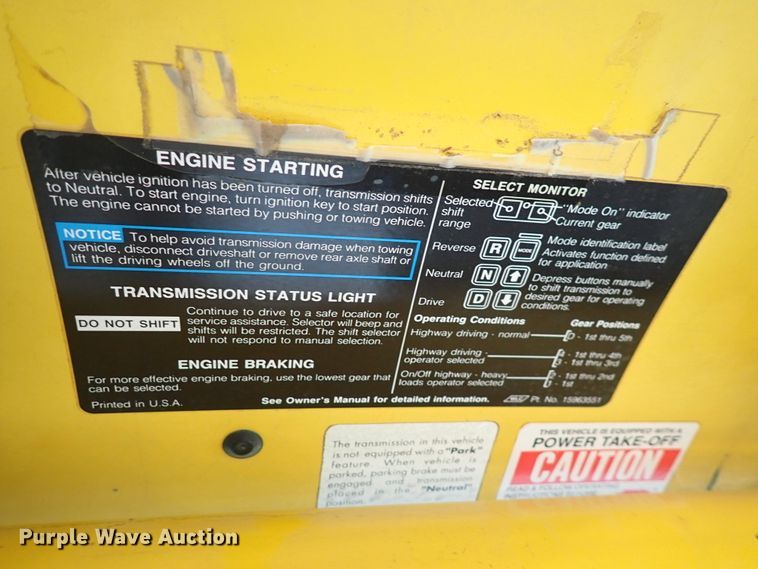 ENGINE STARTING
After vehicle ignition has been turned off, transmission shifts
to Neutral. To start engine, turn ignition key to start position.
The engine cannot be started by pushing or towing vehicle.
NOTICE To help avoid transmission damage when towing
vehicle, disconnect driveshaft or remove rear axle shaft or
lift the driving wheels off the ground.
TRANSMISSION STATUS LIGHT
DO NOT SHIFT
Continue to drive to a safe location for
service assistance. Selector will beep and
shifts will be restricted. The shift selector
will not respond to manual selection.
ENGINE BRAKING
For more effective engine braking, use the lowest gear that
can be selected.
Printed in U.S.A.
See Owner's Manual for detailed information.
Pt. No. 15963551
SELECT MONITOR
Selected
shift
range
"Mode On" indicator
Current gear
Reverse R MODE
Mode identification label
Activates function defined
for application
Neutral N
Drive D
Depress buttons manually
to shift transmission to
desired gear for operating
conditions.
Operating Conditions Gear Positions
Highway driving - normal D - 1st thru 5th
Highway driving - 4 - 1st thru 4th
operator selected 3 - 1st thru 3rd
On/Off highway - heavy 2 - 1st thru 2nd
loads operator selected 1 - 1st
The transmission in this vehicle
is not equipped with a "Park"
feature. When vehicle is
parked, parking brake must be
engaged and transmission
placed in the "Neutral"
position.
THIS VEHICLE IS EQUIPPED WITH A
POWER TAKE-OFF
CAUTION
READ & FOLLOW OPERATING
INSTRUCTIONS
Purple Wave Auction